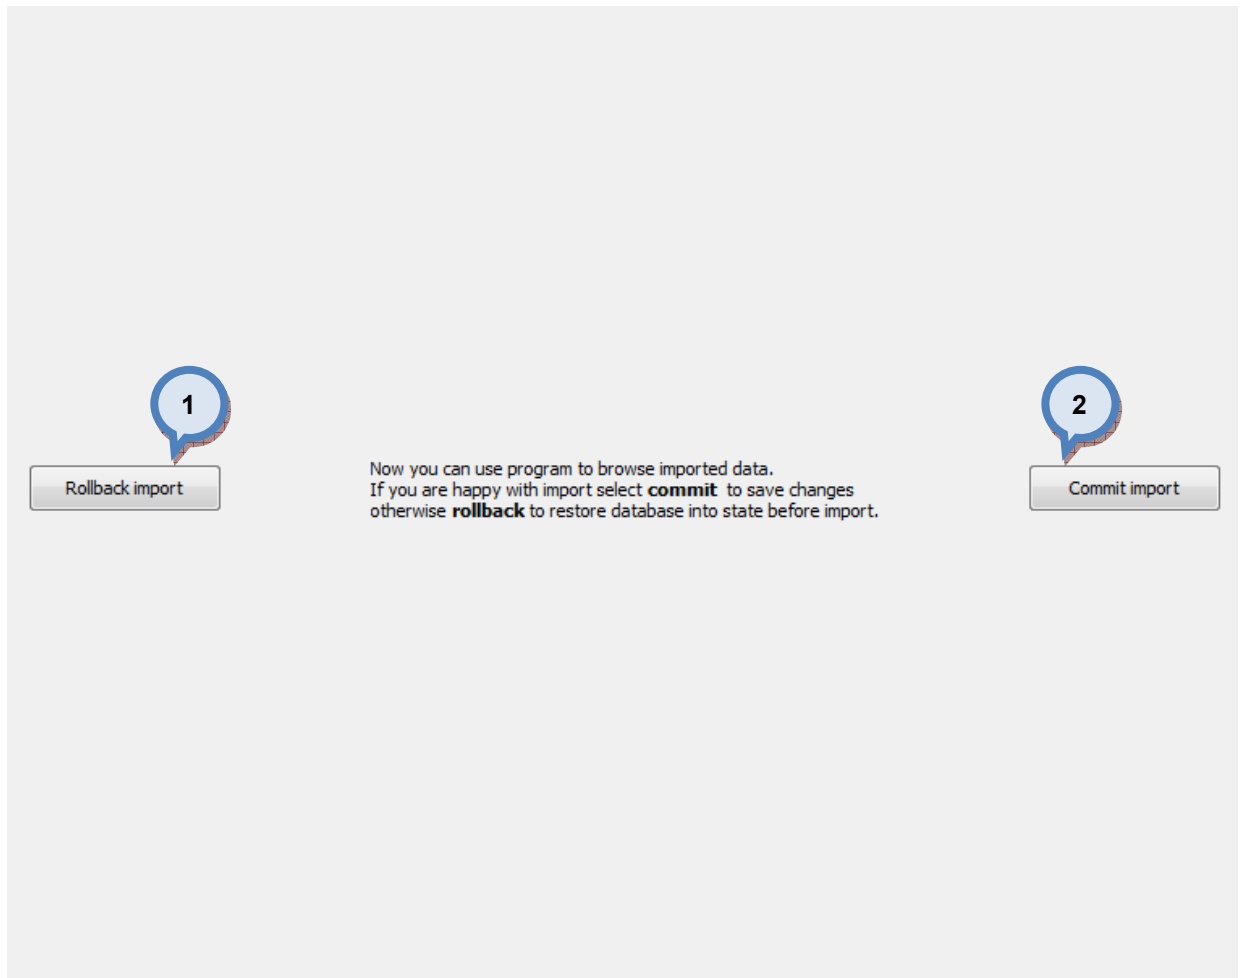 1
2
Rollback import
Now you can use program to browse imported data.
If you are happy with import select commit to save changes
otherwise rollback to restore database into state before import.
Commit import